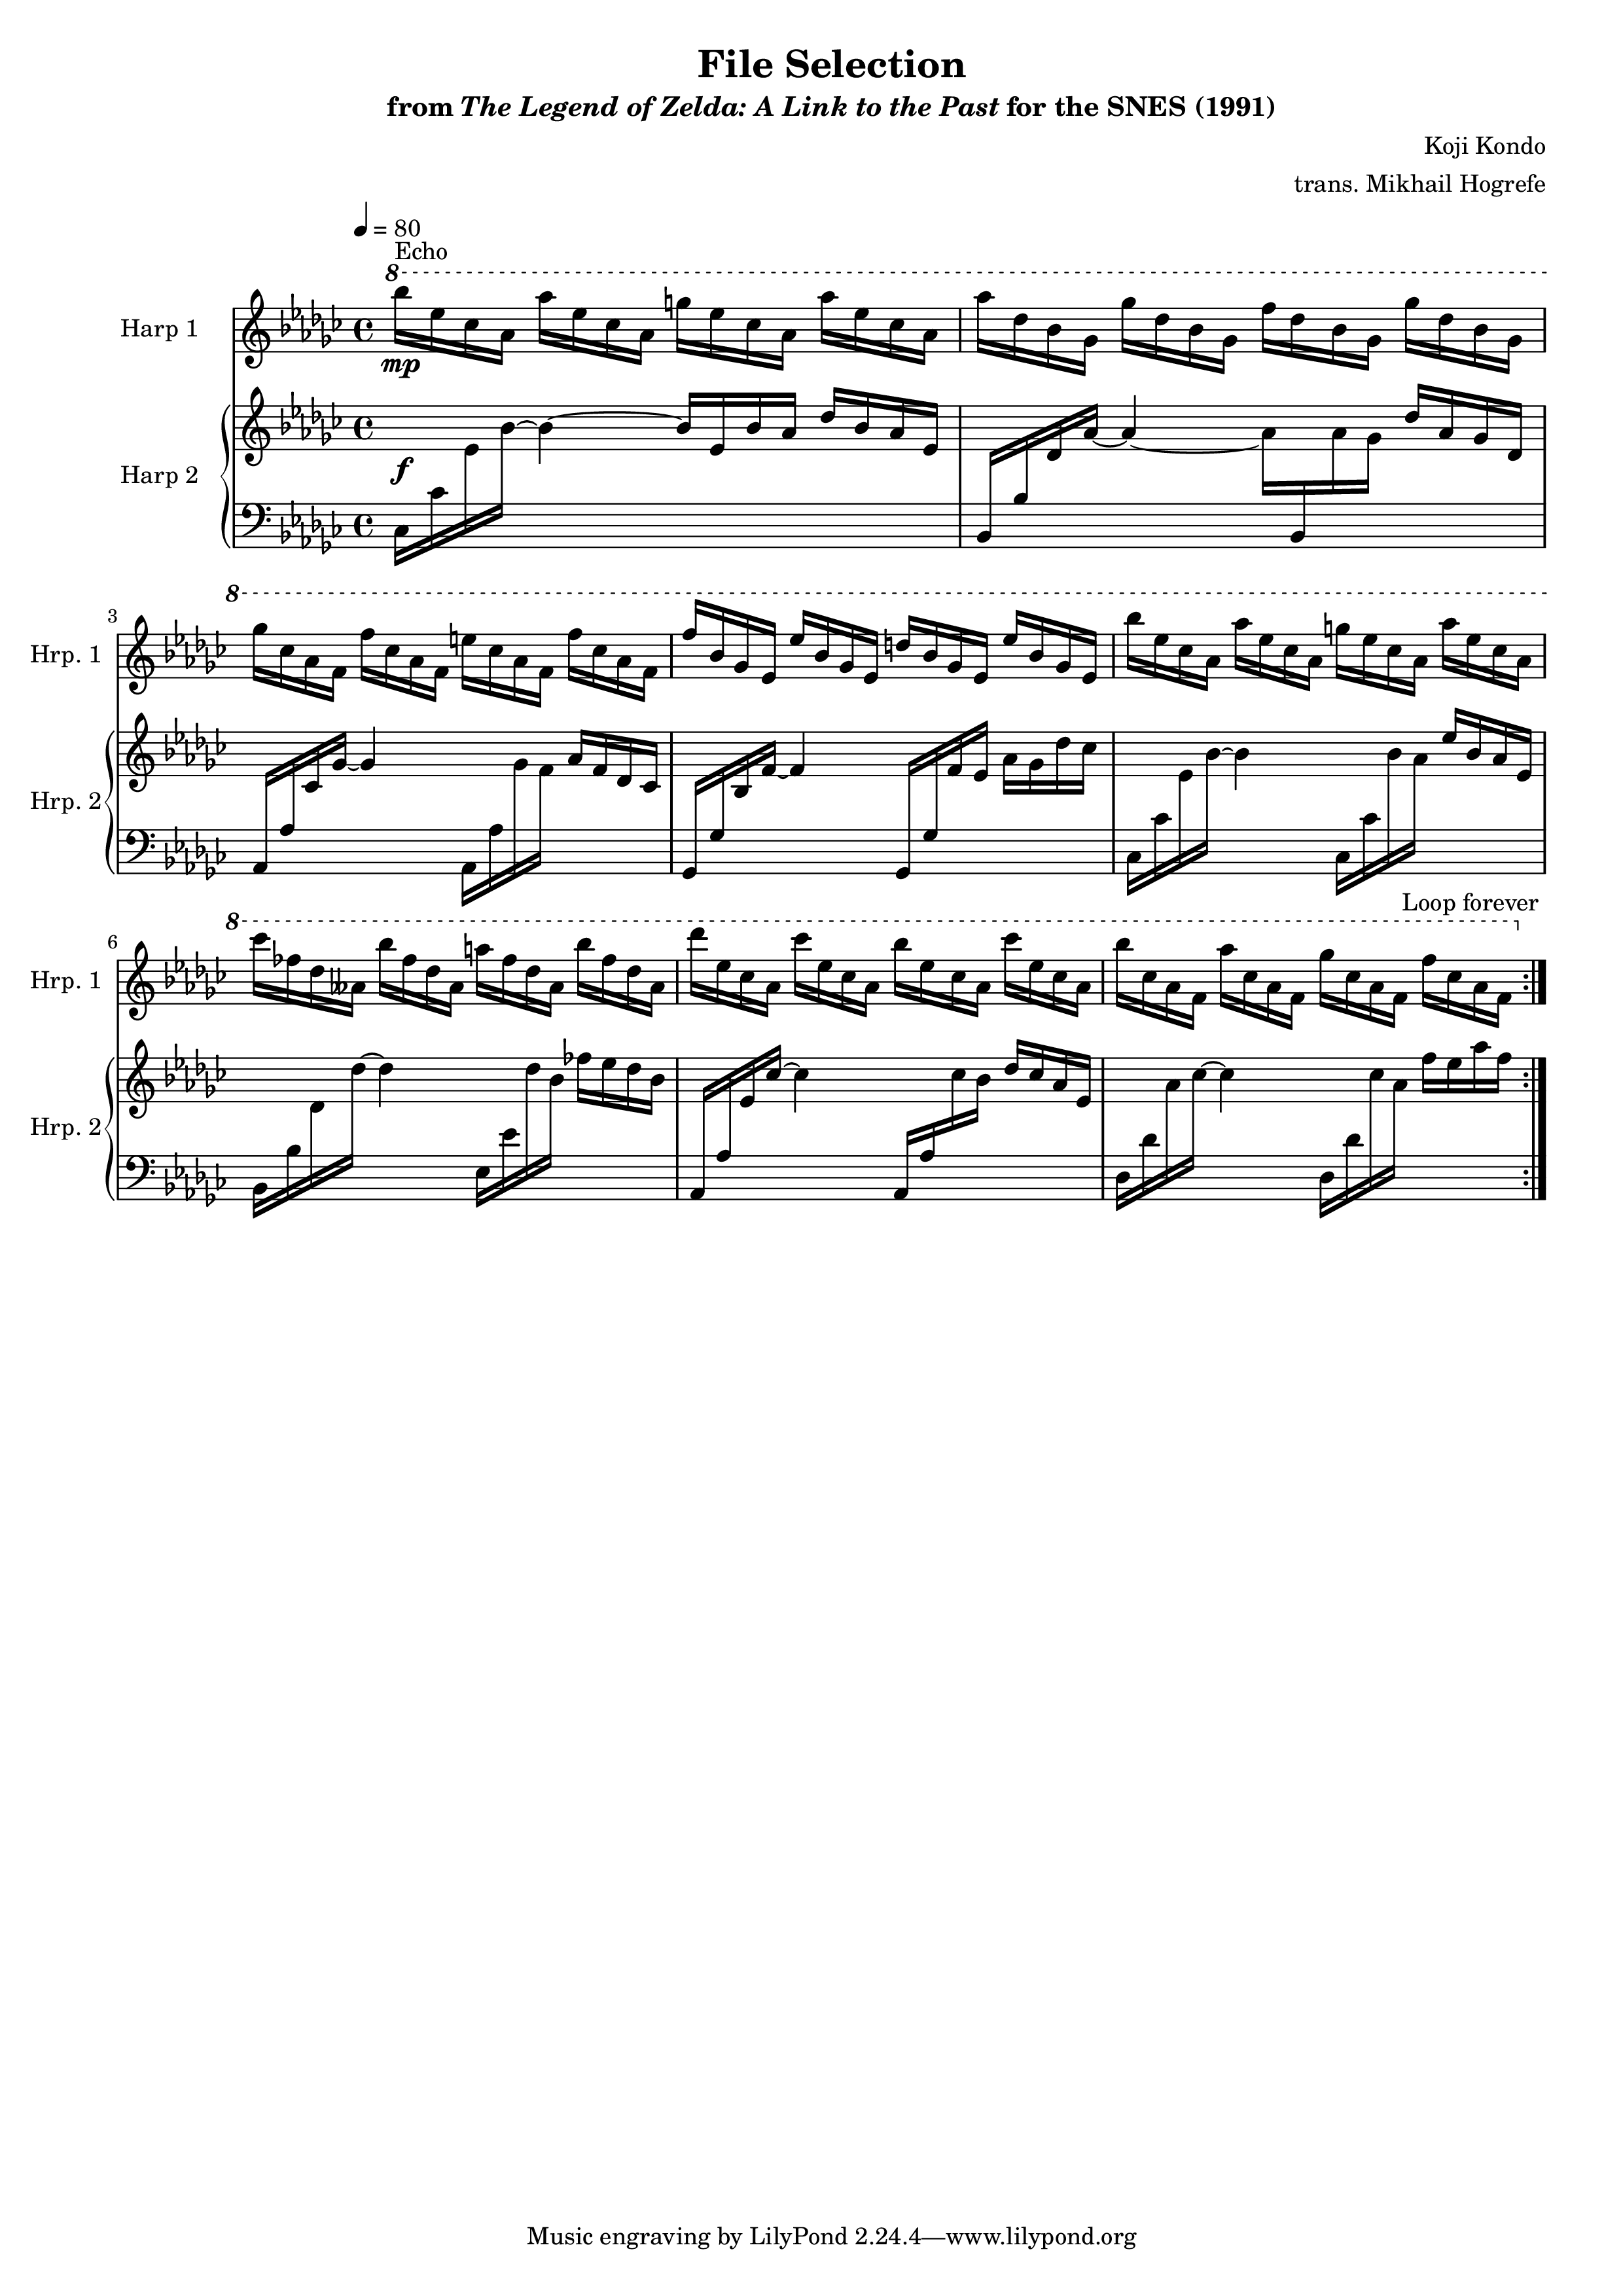 File Selection
from The Legend of Zelda: A Link to the Past for the SNES (1991)
Koji Kondo
trans. Mikhail Hogrefe
= 80
Echo
8
Harp 1
mp
f
Harp 2
8
3
Hrp. 1
Hrp. 2
Loop forever
8
6
Hrp. 1
Hrp. 2
Music engraving by LilyPond 2.24.4—www.lilypond.org